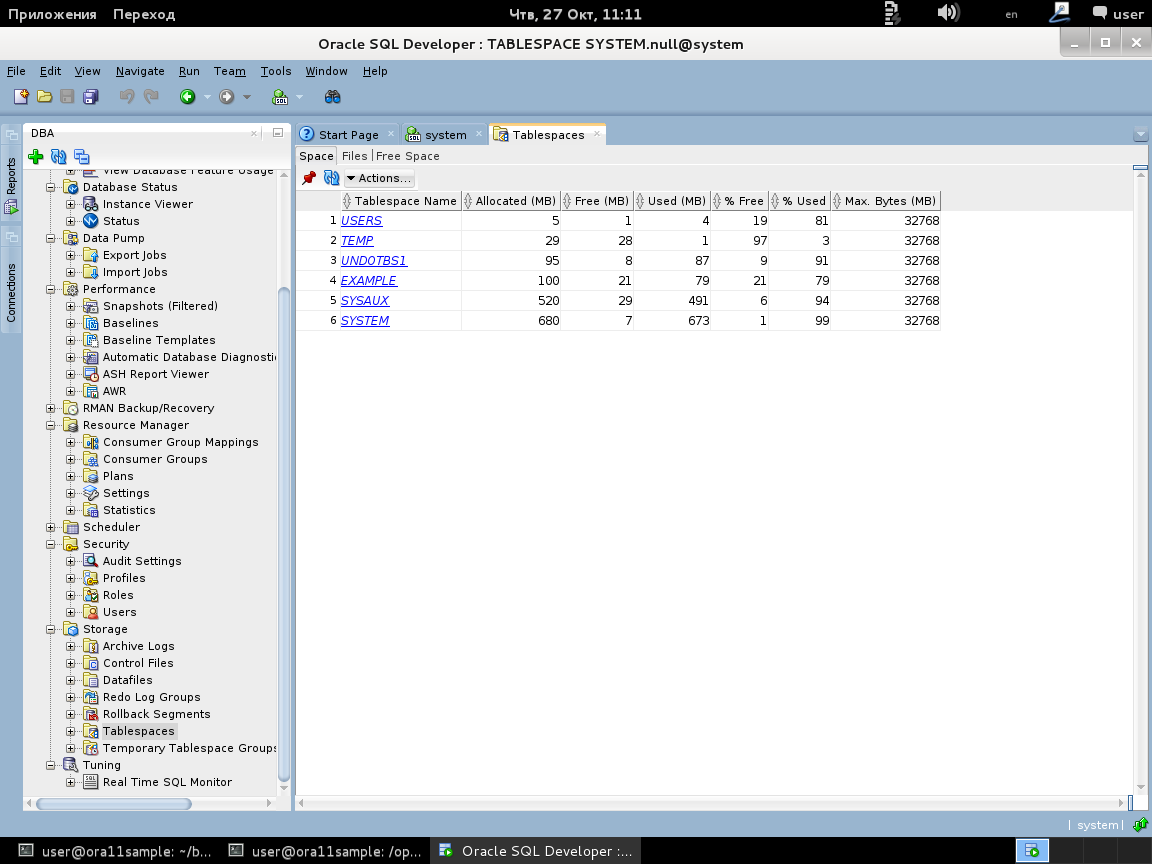 Приложения Переход Чтв, 27 Окт, 11:11 en user
Oracle SQL Developer : TABLESPACE SYSTEM.null@system
File Edit View Navigate Run Team Tools Window Help
Reports
Connections
DBA
View Database Feature Usage
Database Status
Instance Viewer
Status
Data Pump
Export Jobs
Import Jobs
Performance
Snapshots (Filtered)
Baselines
Baseline Templates
Automatic Database Diagnosti
ASH Report Viewer
AWR
RMAN Backup/Recovery
Resource Manager
Consumer Group Mappings
Consumer Groups
Plans
Settings
Statistics
Scheduler
Security
Audit Settings
Profiles
Roles
Users
Storage
Archive Logs
Control Files
Datafiles
Redo Log Groups
Rollback Segments
Tablespaces
Temporary Tablespace Groups
Tuning
Real Time SQL Monitor
Start Page system Tablespaces
Space Files | Free Space
Actions...
Tablespace Name Allocated (MB) Free (MB) Used (MB) % Free % Used Max. Bytes (MB)
1 USERS 5 1 4 19 81 32768
2 TEMP 29 28 1 97 3 32768
3 UNDOTBS1 95 8 87 9 91 32768
4 EXAMPLE 100 21 79 21 79 32768
5 SYSAUX 520 29 491 6 94 32768
6 SYSTEM 680 7 673 1 99 32768
| system |
user@ora11sample: ~/b... user@ora11sample: /op... Oracle SQL Developer :...